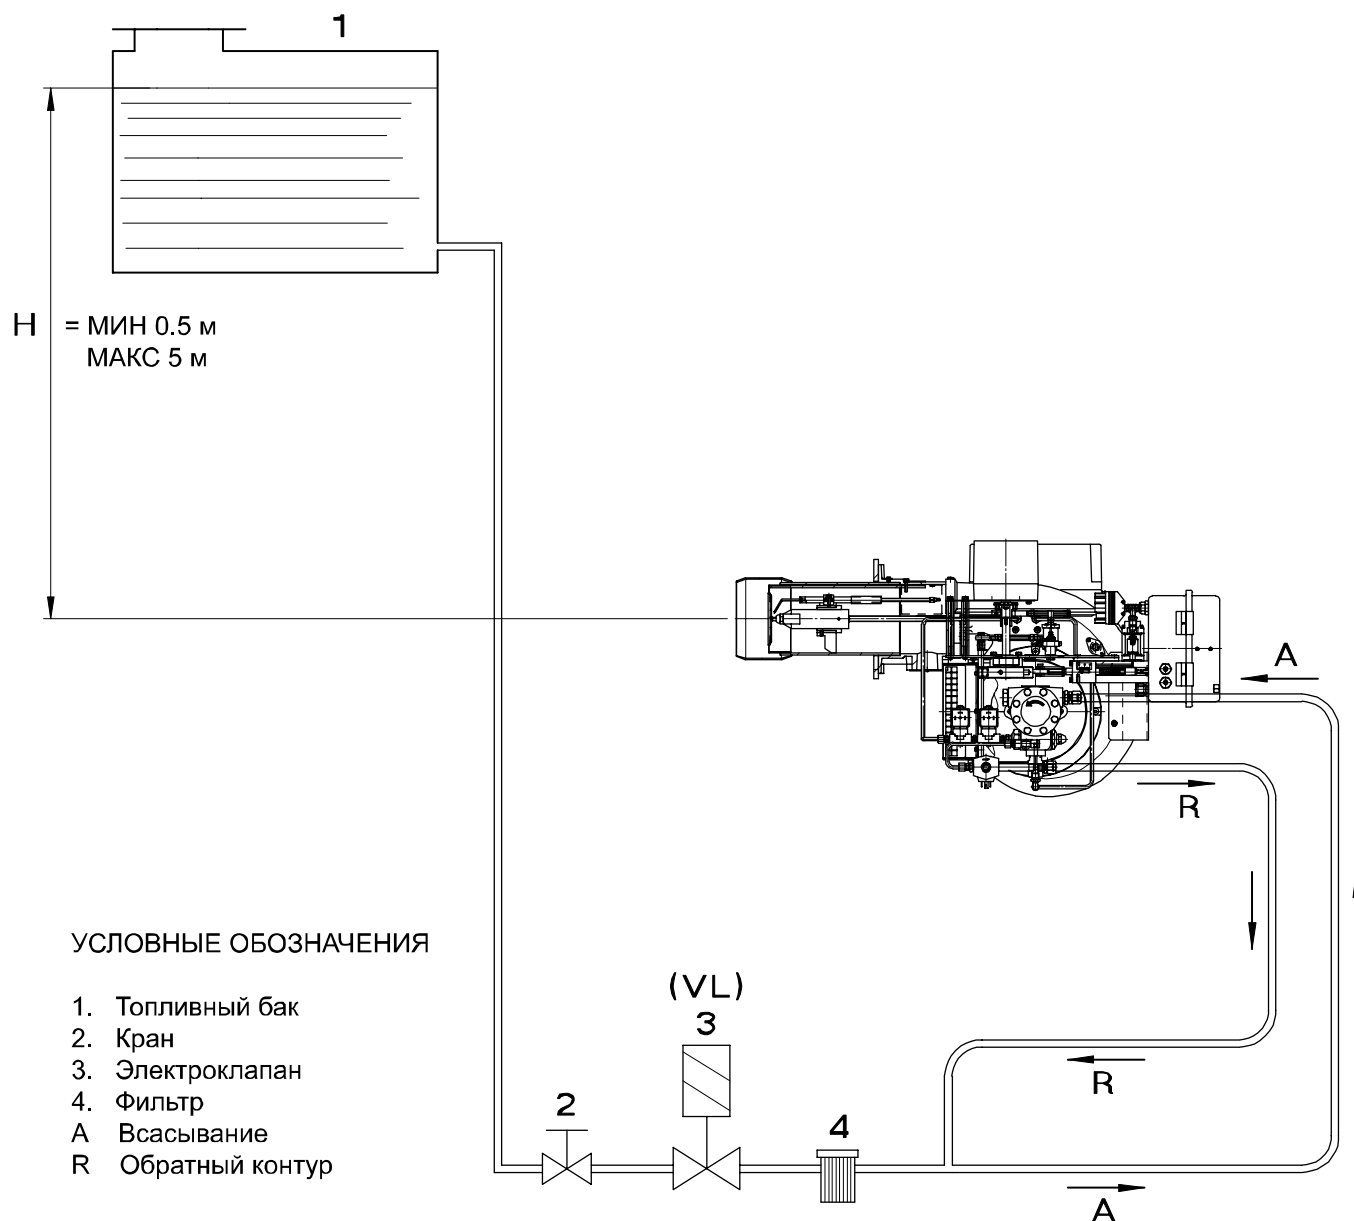 1
H = МИН 0.5 м
МАКС 5 м
A
R
УСЛОВНЫЕ ОБОЗНАЧЕНИЯ
1. Топливный бак
2. Кран
3. Электроклапан
4. Фильтр
A Всасывание
R Обратный контур
(VL)
3
2
4
R
A